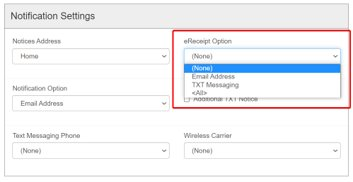 Notification Settings
Notices Address
eReceipt Option
Home
(None)
(None)
Email Address
TXT Messaging
<All>
Notification Option
Email Address
Additional TXT Notice
Text Messaging Phone
Wireless Carrier
(None)
(None)